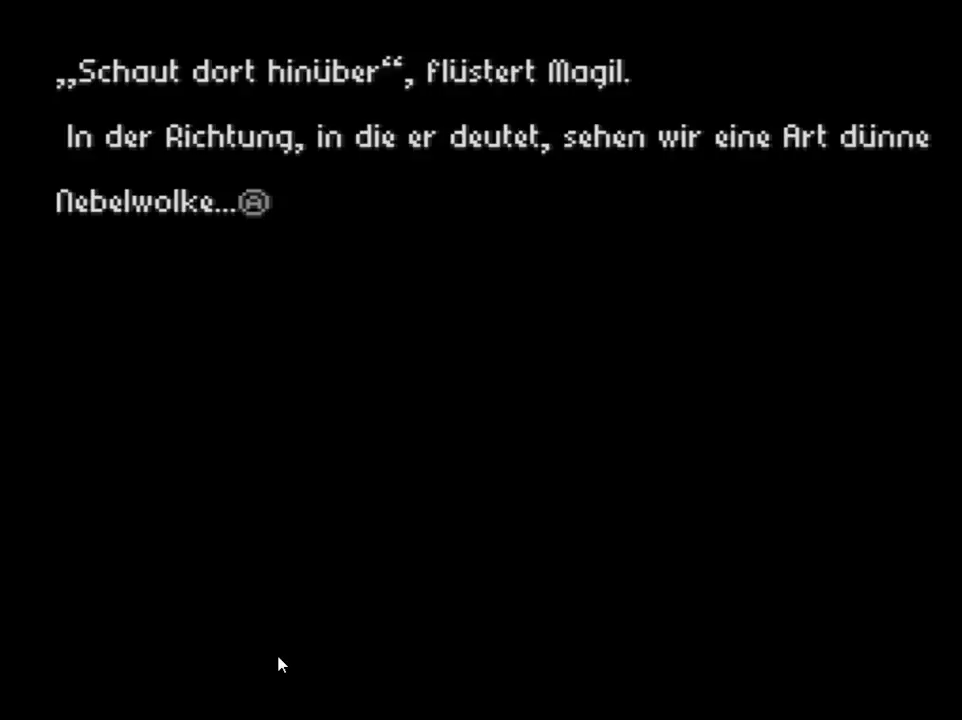 „Schaut dort hinüber“, flüstert Magil.
In der Richtung, in die er deutet, sehen wir eine Art dünne
Nebelwolke...Ⓐ